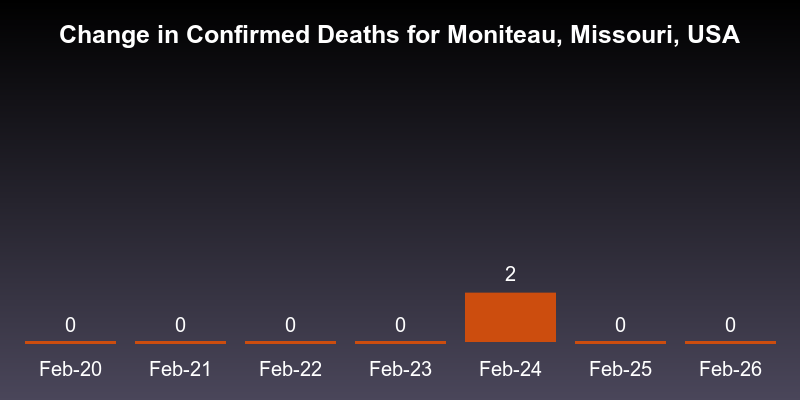 Change in Confirmed Deaths for Moniteau, Missouri, USA
2
0 0 0 0 0 0
Feb-20 Feb-21 Feb-22 Feb-23 Feb-24 Feb-25 Feb-26